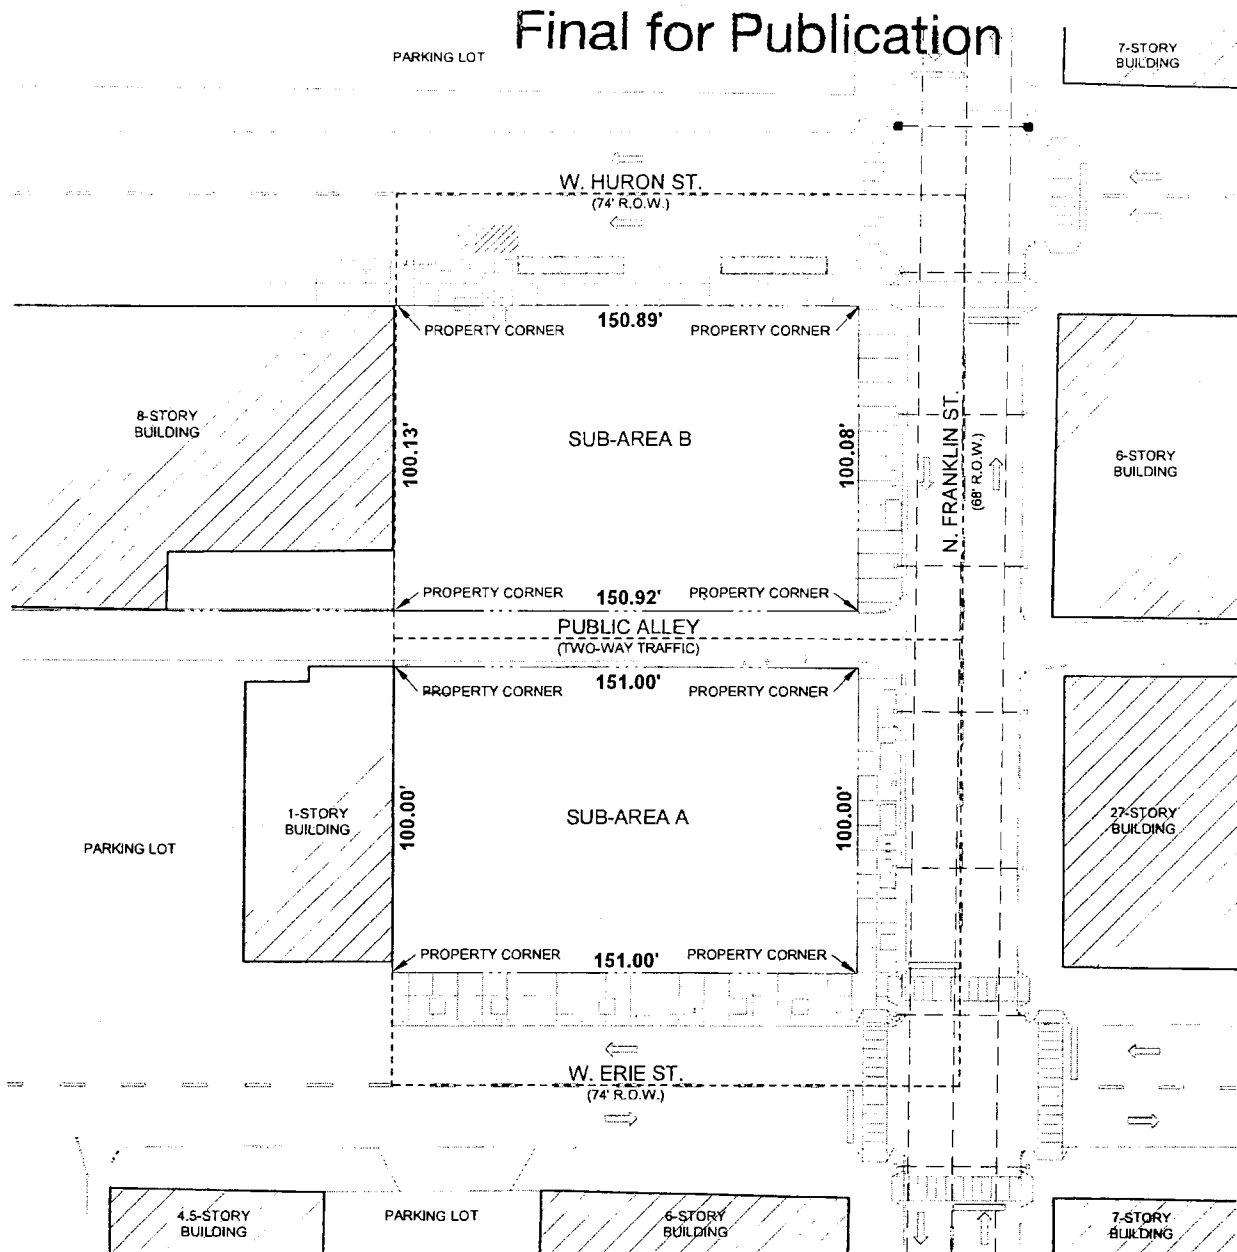 Final for Publication
PARKING LOT
7-STORY
BUILDING
W. HURON ST.
(74' R.O.W.)
PROPERTY CORNER
150.89'
PROPERTY CORNER
8-STORY
BUILDING
100.13'
SUB-AREA B
100.08'
N. FRANKLIN ST.
(68' R.O.W.)
6-STORY
BUILDING
PROPERTY CORNER
150.92'
PROPERTY CORNER
PUBLIC ALLEY
(TWO-WAY TRAFFIC)
PROPERTY CORNER
151.00'
PROPERTY CORNER
1-STORY
BUILDING
PARKING LOT
100.00'
SUB-AREA A
100.00'
27-STORY
BUILDING
PROPERTY CORNER
151.00'
PROPERTY CORNER
W. ERIE ST.
(74' R.O.W.)
4.5-STORY
BUILDING
PARKING LOT
6-STORY
BUILDING
7-STORY
BUILDING